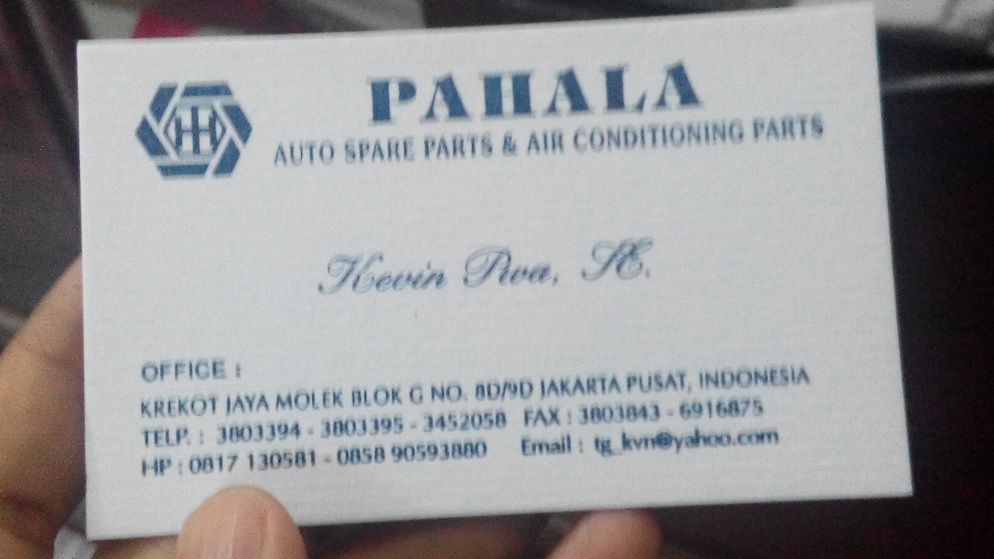 PAHALA
AUTO SPARE PARTS & AIR CONDITIONING PARTS
Kevin Piva, SE.
OFFICE :
KREKOT JAYA MOLEK BLOK G NO. 8D/9D JAKARTA PUSAT, INDONESIA
TELP. : 3803394 - 3803395 - 3452058 FAX : 3803843 - 6916875
HP : 0817 130581 - 0858 90593880 Email : tg_kvn@yahoo.com